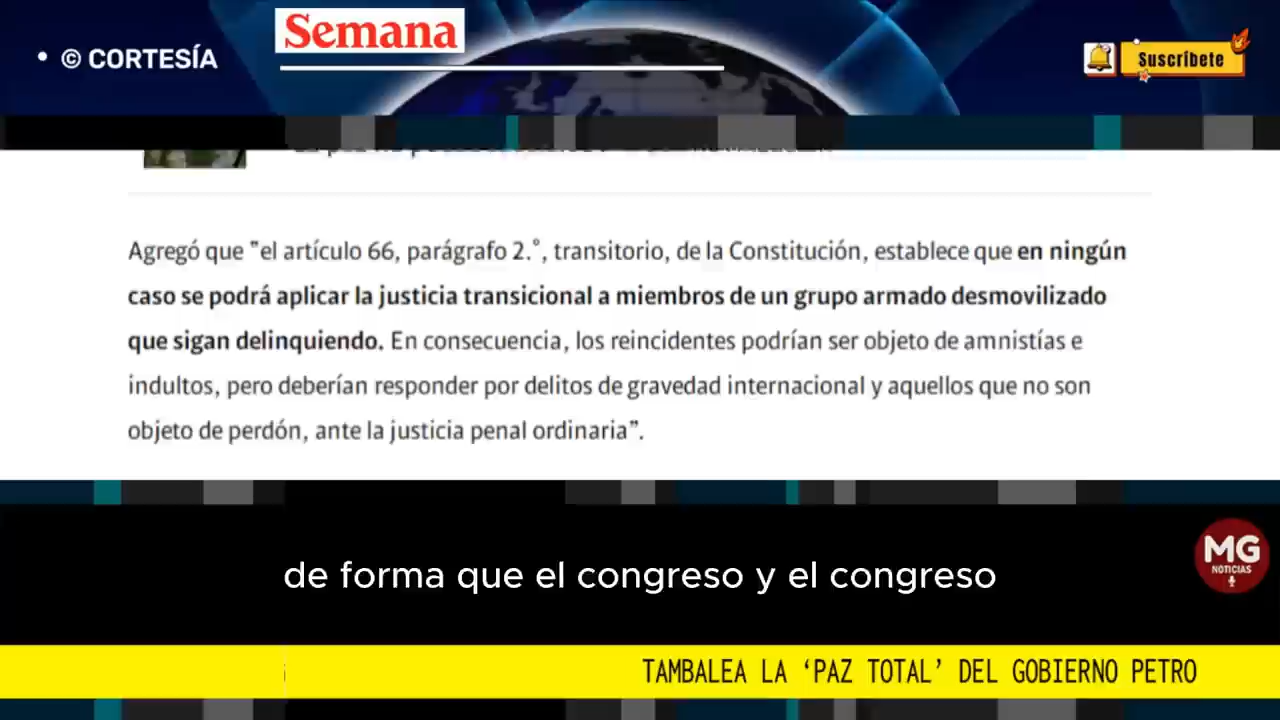 Semana
• © CORTESÍA
Suscríbete
Agregó que "el artículo 66, parágrafo 2.°, transitorio, de la Constitución, establece que en ningún
caso se podrá aplicar la justicia transicional a miembros de un grupo armado desmovilizado
que sigan delinquiendo. En consecuencia, los reincidentes podrían ser objeto de amnistías e
indultos, pero deberían responder por delitos de gravedad internacional y aquellos que no son
objeto de perdón, ante la justicia penal ordinaria”.
MG
NOTICIAS
de forma que el congreso y el congreso
TAMBALEA LA ‘PAZ TOTAL’ DEL GOBIERNO PETRO